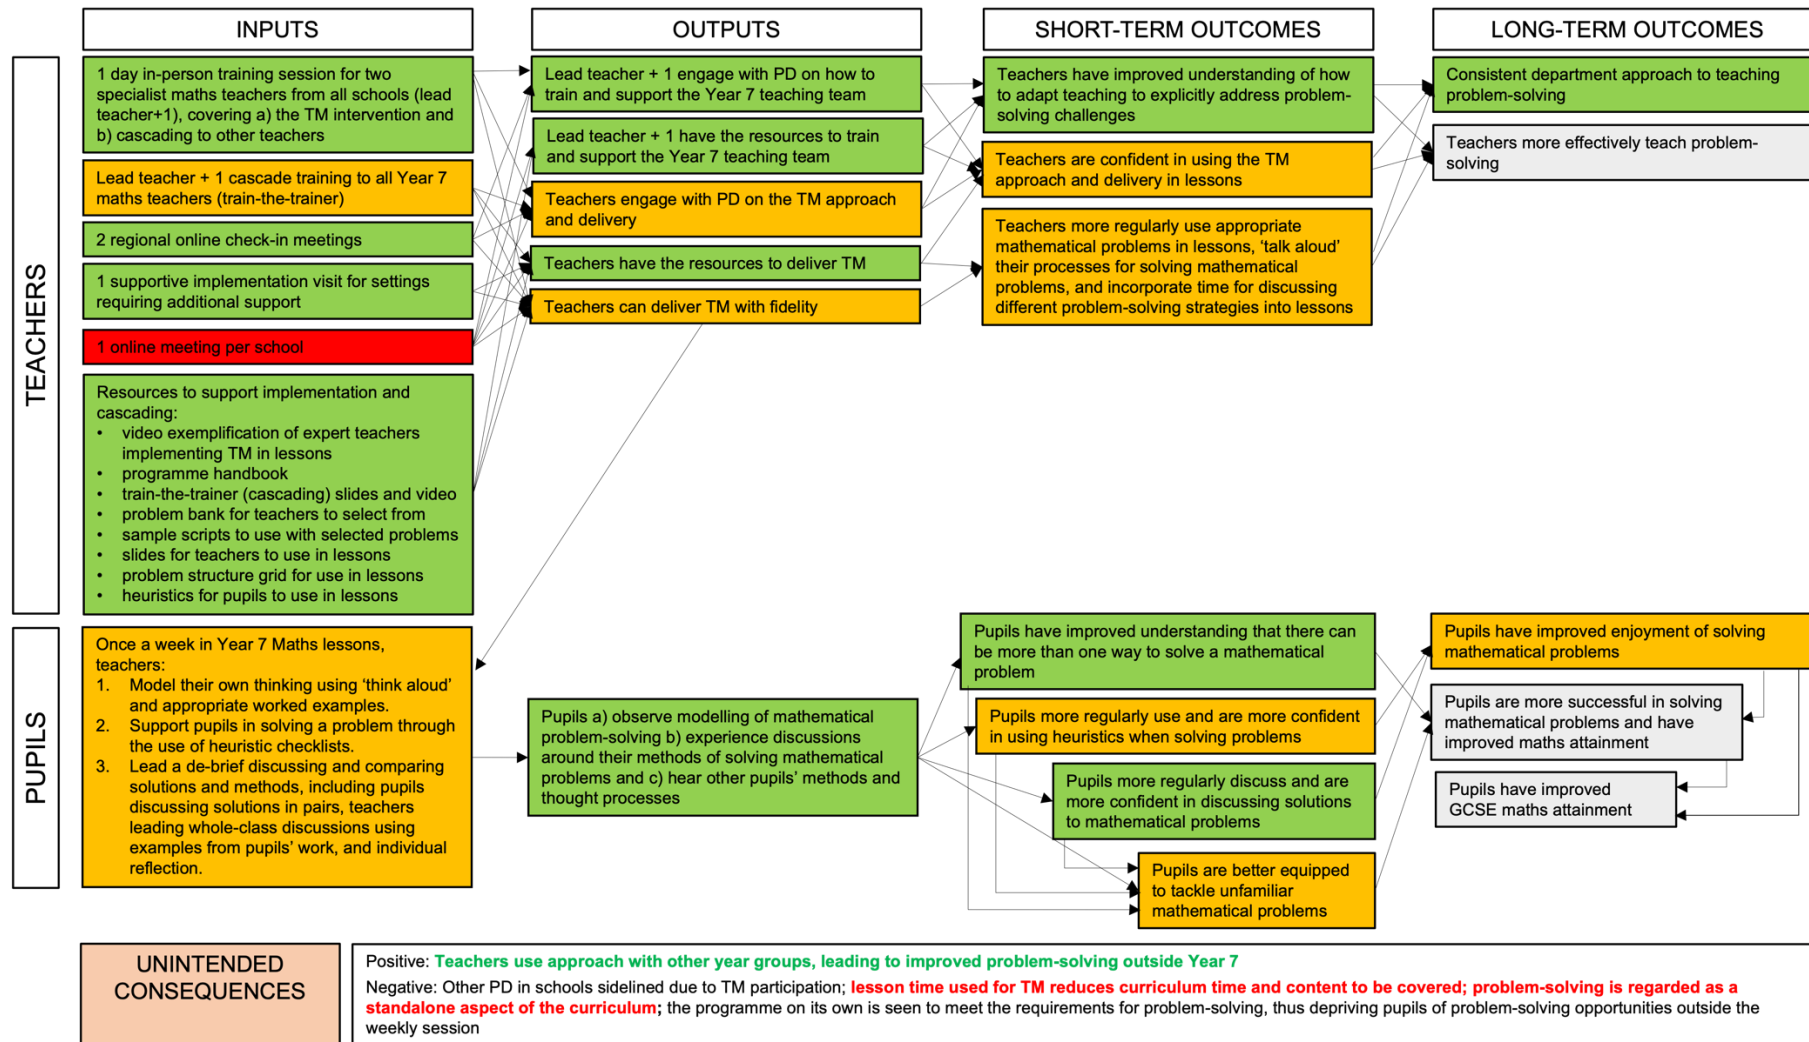 INPUTS
OUTPUTS
SHORT-TERM OUTCOMES
LONG-TERM OUTCOMES
TEACHERS
1 day in-person training session for two
specialist maths teachers from all schools (lead
teacher+1), covering a) the TM intervention and
b) cascading to other teachers
Lead teacher + 1 cascade training to all Year 7
maths teachers (train-the-trainer)
2 regional online check-in meetings
1 supportive implementation visit for settings
requiring additional support
1 online meeting per school
Resources to support implementation and
cascading:
• video exemplification of expert teachers
implementing TM in lessons
• programme handbook
• train-the-trainer (cascading) slides and video
• problem bank for teachers to select from
• sample scripts to use with selected problems
• slides for teachers to use in lessons
• problem structure grid for use in lessons
• heuristics for pupils to use in lessons
Lead teacher + 1 engage with PD on how to
train and support the Year 7 teaching team
Lead teacher + 1 have the resources to train
and support the Year 7 teaching team
Teachers engage with PD on the TM approach
and delivery
Teachers have the resources to deliver TM
Teachers can deliver TM with fidelity
Teachers have improved understanding of how
to adapt teaching to explicitly address problem-
solving challenges
Teachers are confident in using the TM
approach and delivery in lessons
Teachers more regularly use appropriate
mathematical problems in lessons, ‘talk aloud’
their processes for solving mathematical
problems, and incorporate time for discussing
different problem-solving strategies into lessons
Consistent department approach to teaching
problem-solving
Teachers more effectively teach problem-
solving
PUPILS
Once a week in Year 7 Maths lessons,
teachers:
1. Model their own thinking using ‘think aloud’
and appropriate worked examples.
2. Support pupils in solving a problem through
the use of heuristic checklists.
3. Lead a de-brief discussing and comparing
solutions and methods, including pupils
discussing solutions in pairs, teachers
leading whole-class discussions using
examples from pupils’ work, and individual
reflection.
Pupils a) observe modelling of mathematical
problem-solving b) experience discussions
around their methods of solving mathematical
problems and c) hear other pupils’ methods and
thought processes
Pupils have improved understanding that there can
be more than one way to solve a mathematical
problem
Pupils more regularly use and are more confident
in using heuristics when solving problems
Pupils more regularly discuss and are
more confident in discussing solutions
to mathematical problems
Pupils are better equipped
to tackle unfamiliar
mathematical problems
Pupils have improved enjoyment of solving
mathematical problems
Pupils are more successful in solving
mathematical problems and have
improved maths attainment
Pupils have improved
GCSE maths attainment
UNINTENDED
CONSEQUENCES
Positive: Teachers use approach with other year groups, leading to improved problem-solving outside Year 7
Negative: Other PD in schools sidelined due to TM participation; lesson time used for TM reduces curriculum time and content to be covered; problem-solving is regarded as a
standalone aspect of the curriculum; the programme on its own is seen to meet the requirements for problem-solving, thus depriving pupils of problem-solving opportunities outside the
weekly session